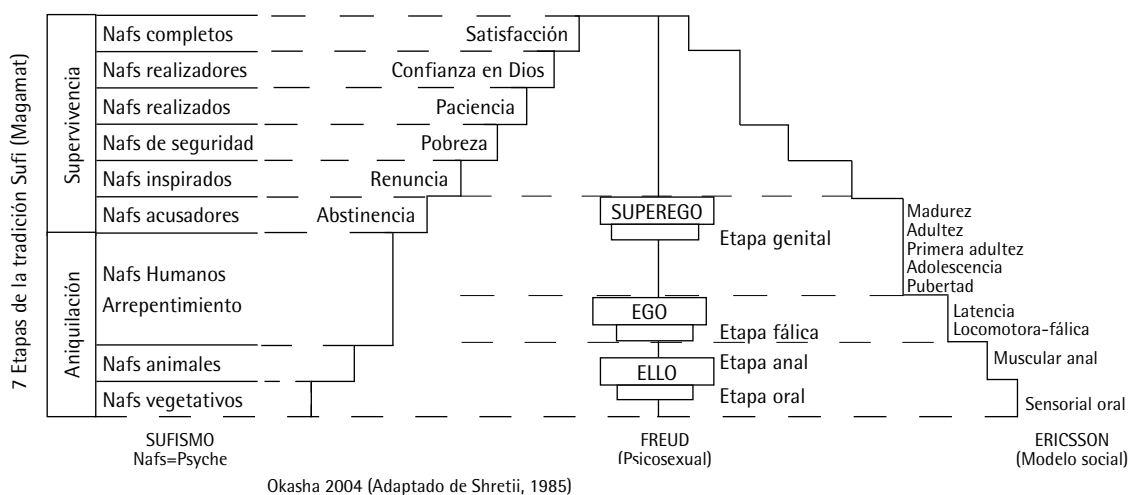 7 Etapas de la tradición Sufi (Magamat)
Supervivencia
Aniquilación
Nafs completos
Satisfacción
Nafs realizadores
Confianza en Dios
Nafs realizados
Paciencia
Nafs de seguridad
Pobreza
Nafs inspirados
Renuncia
Nafs acusadores
Abstinencia
Nafs Humanos
Arrepentimiento
Nafs animales
Nafs vegetativos
SUPEREGO
Etapa genital
EGO
Etapa fálica
Etapa anal
ELLO
Etapa oral
Madurez
Adultez
Primera adultez
Adolescencia
Pubertad
Latencia
Locomotora-fálica
Muscular anal
Sensorial oral
SUFISMO
Nafs=Psyche
FREUD
(Psicosexual)
ERICSSON
(Modelo social)
Okasha 2004 (Adaptado de Shretii, 1985)